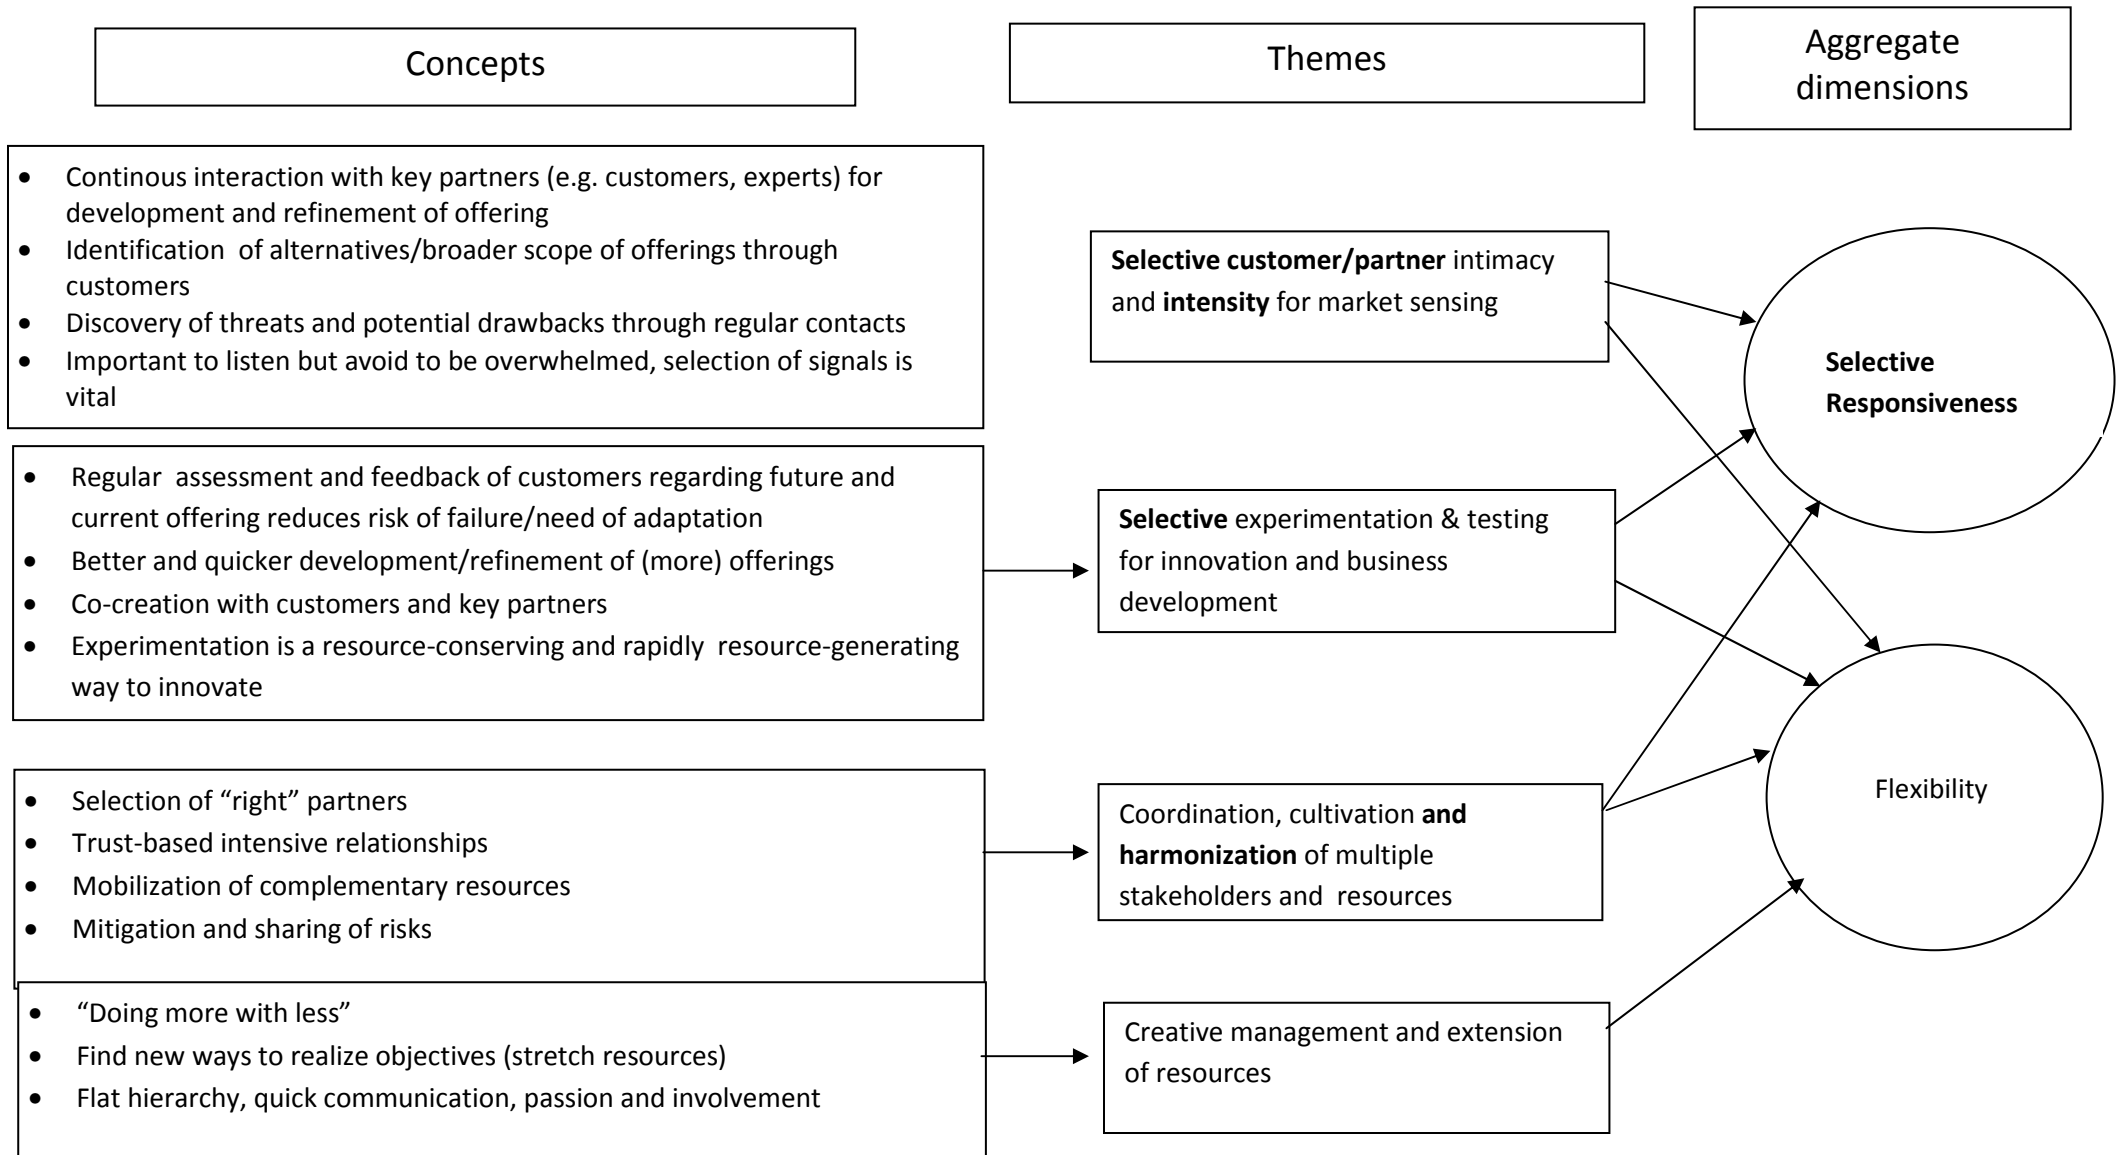 Concepts
Themes
Aggregate
dimensions
• Continous interaction with key partners (e.g. customers, experts) for
development and refinement of offering
• Identification of alternatives/broader scope of offerings through
customers
• Discovery of threats and potential drawbacks through regular contacts
• Important to listen but avoid to be overwhelmed, selection of signals is
vital
Selective customer/partner intimacy
and intensity for market sensing
Selective
Responsiveness
• Regular assessment and feedback of customers regarding future and
current offering reduces risk of failure/need of adaptation
• Better and quicker development/refinement of (more) offerings
• Co-creation with customers and key partners
• Experimentation is a resource-conserving and rapidly resource-generating
way to innovate
Selective experimentation & testing
for innovation and business
development
• Selection of “right” partners
• Trust-based intensive relationships
• Mobilization of complementary resources
• Mitigation and sharing of risks
Coordination, cultivation and
harmonization of multiple
stakeholders and resources
Flexibility
• “Doing more with less”
• Find new ways to realize objectives (stretch resources)
• Flat hierarchy, quick communication, passion and involvement
Creative management and extension
of resources